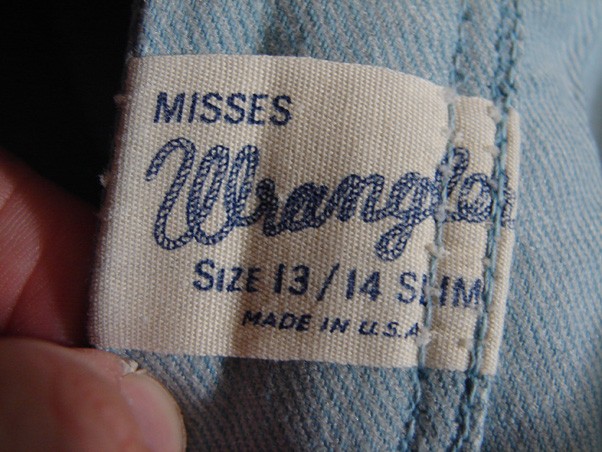 MISSES
Wrangler
SIZE 13/14 SLIM
MADE IN U.S.A.